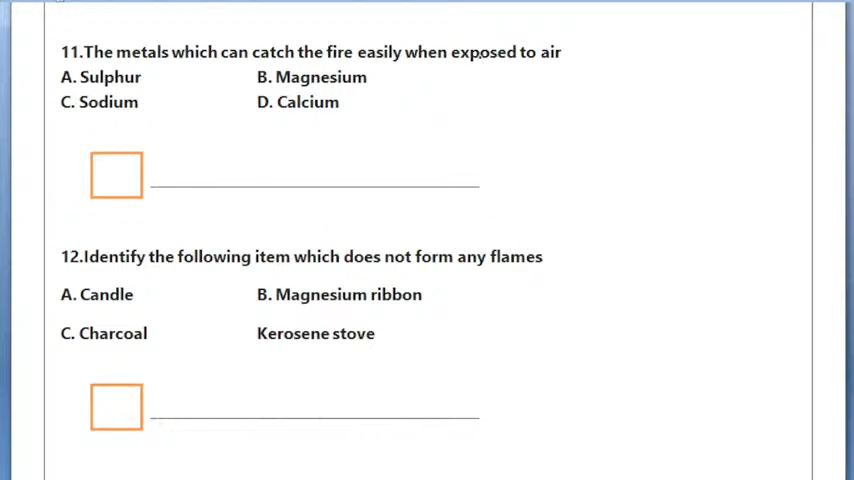 11.The metals which can catch the fire easily when exposed to air
A. Sulphur B. Magnesium
C. Sodium D. Calcium
12.Identify the following item which does not form any flames
A. Candle B. Magnesium ribbon
C. Charcoal Kerosene stove